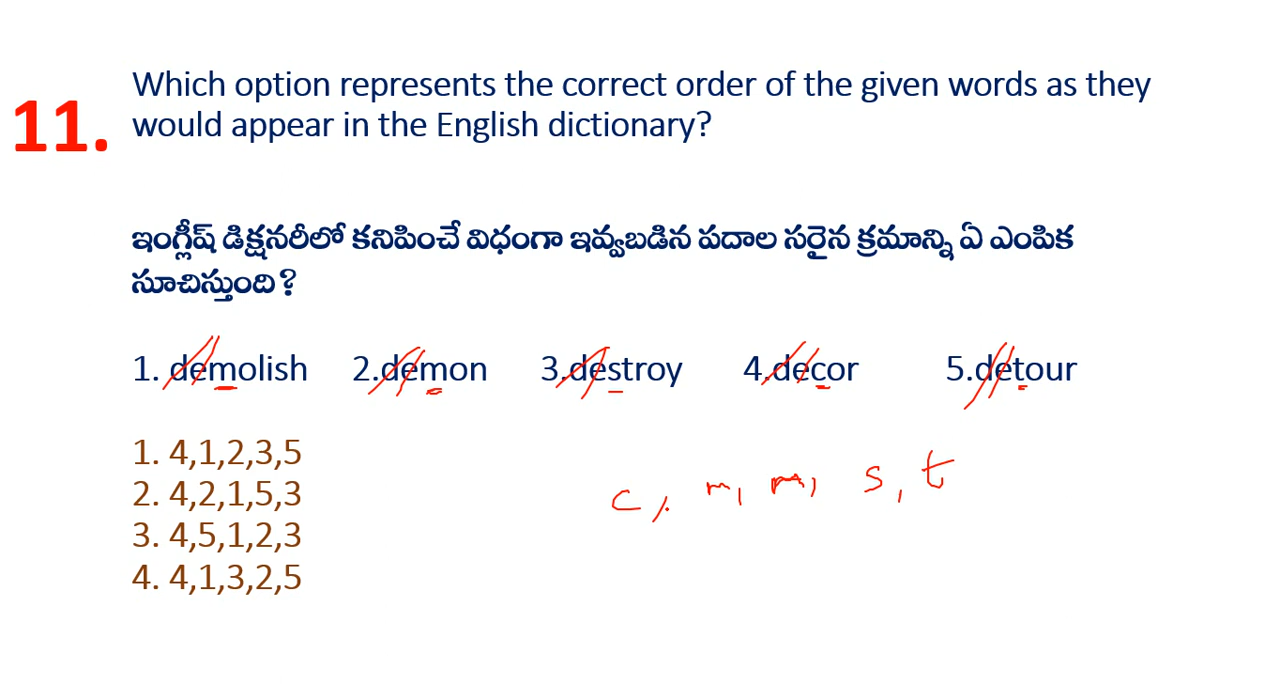 11.
Which option represents the correct order of the given words as they
would appear in the English dictionary?
ఇంగ్లీష్ డిక్షనరీలో కనిపించే విధంగా ఇవ్వబడిన పదాల సరైన క్రమాన్ని ఏ ఎంపిక
సూచిస్తుంది?
1. demolish 2.demon 3.destroy 4.decor 5.detour
1. 4,1,2,3,5
2. 4,2,1,5,3
3. 4,5,1,2,3
4. 4,1,3,2,5
c, m, m, s, t